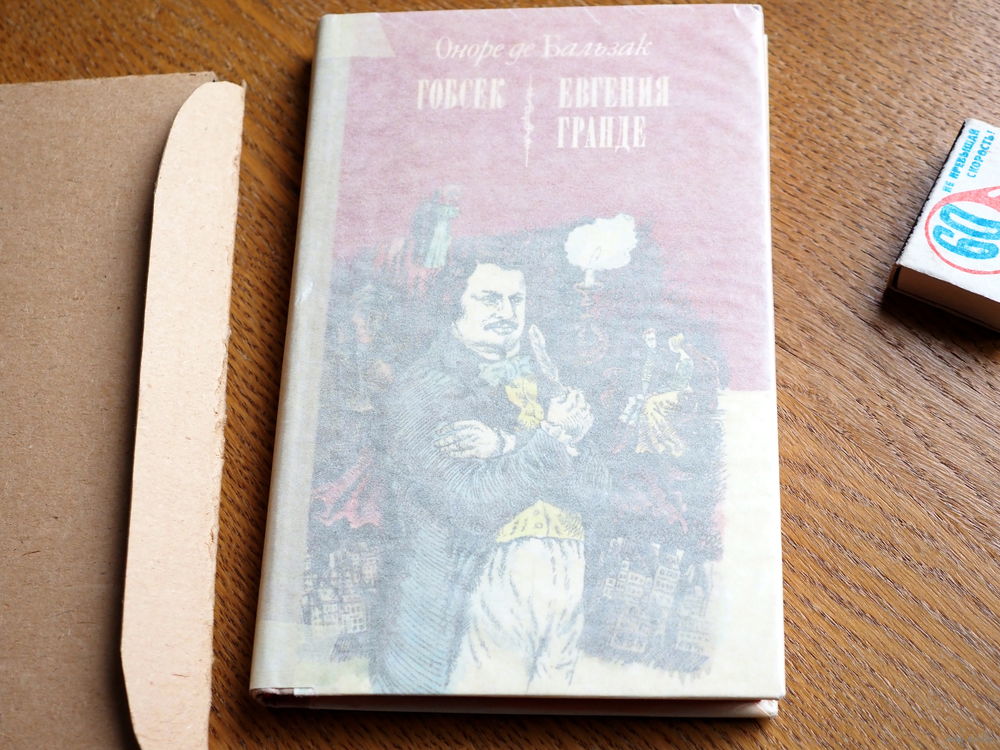 Оноре де Бальзак
ГОБСЕК
ЕВГЕНИЯ
ГРАНДЕ
НЕ ПРЕВЫШАЙ
СКОРОСТЬ!
60